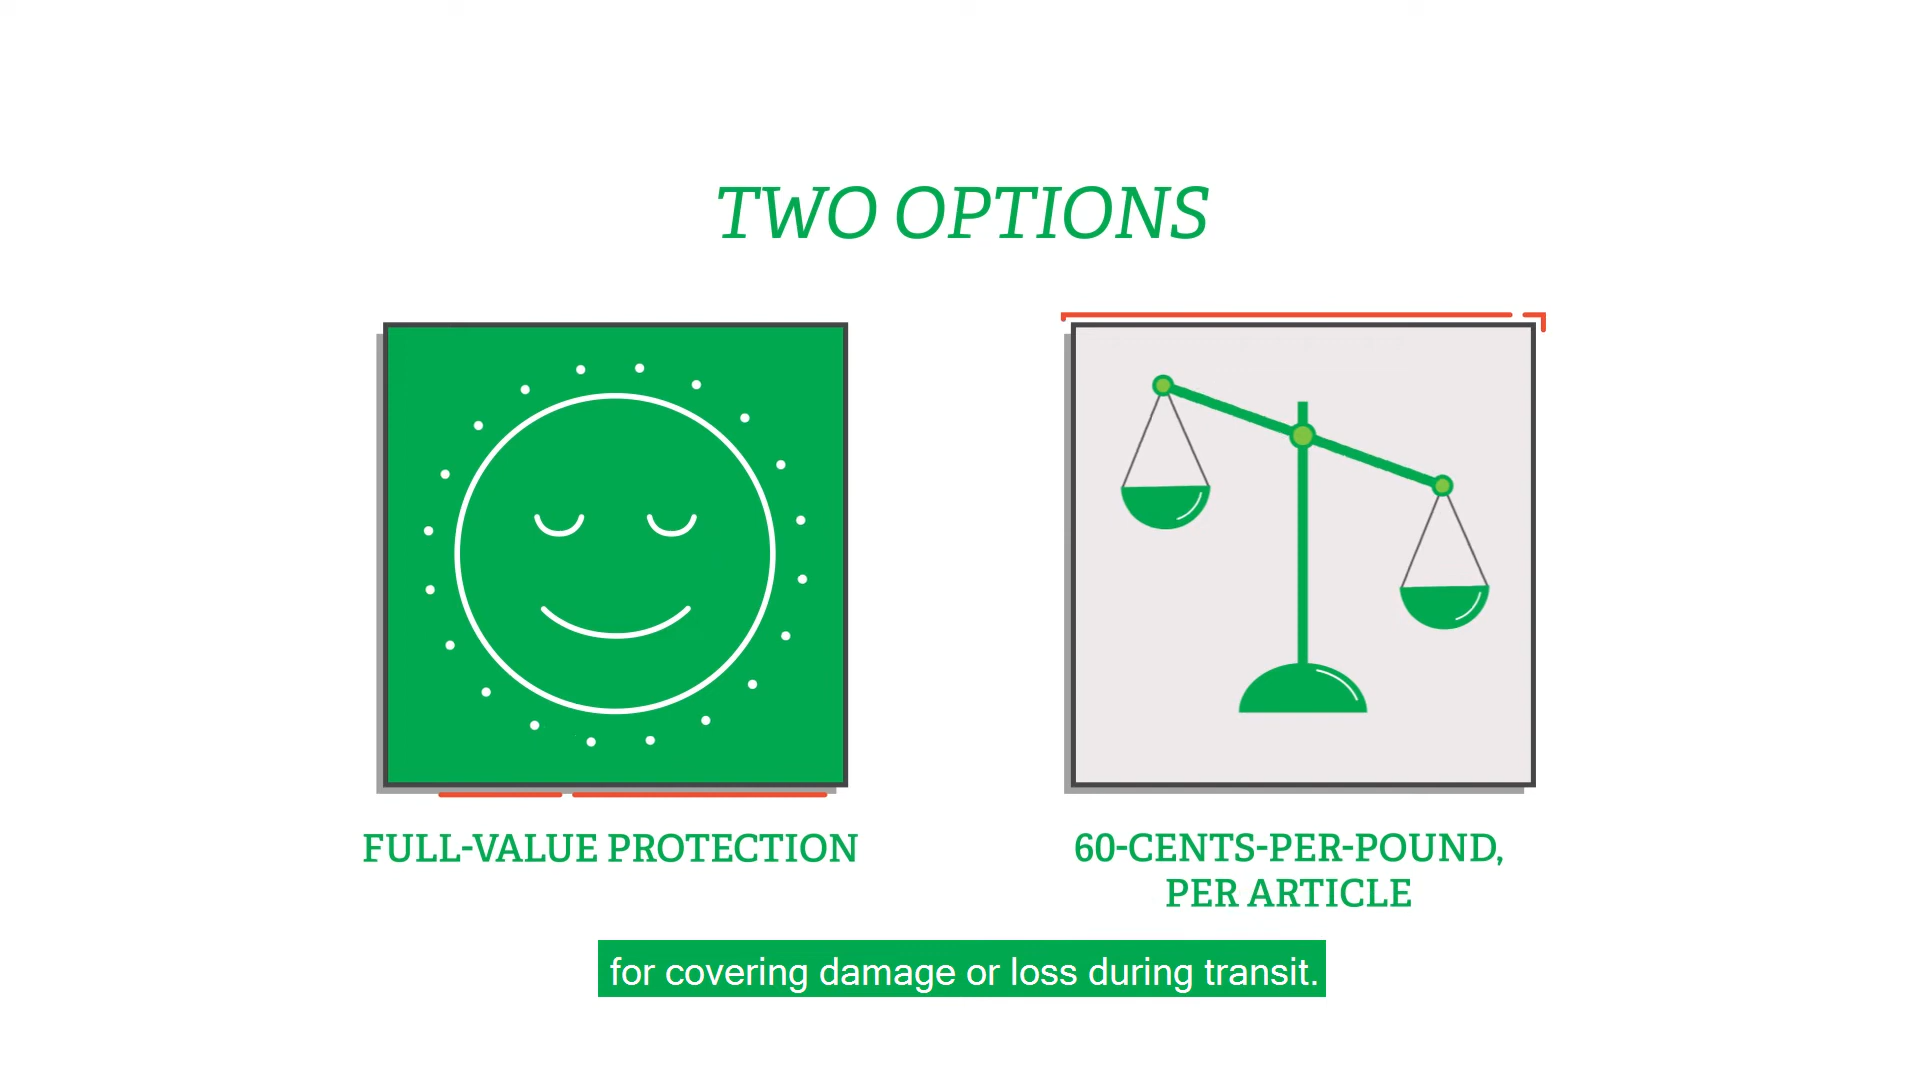 TWO OPTIONS
FULL-VALUE PROTECTION
60-CENTS-PER-POUND,
PER ARTICLE
for covering damage or loss during transit.